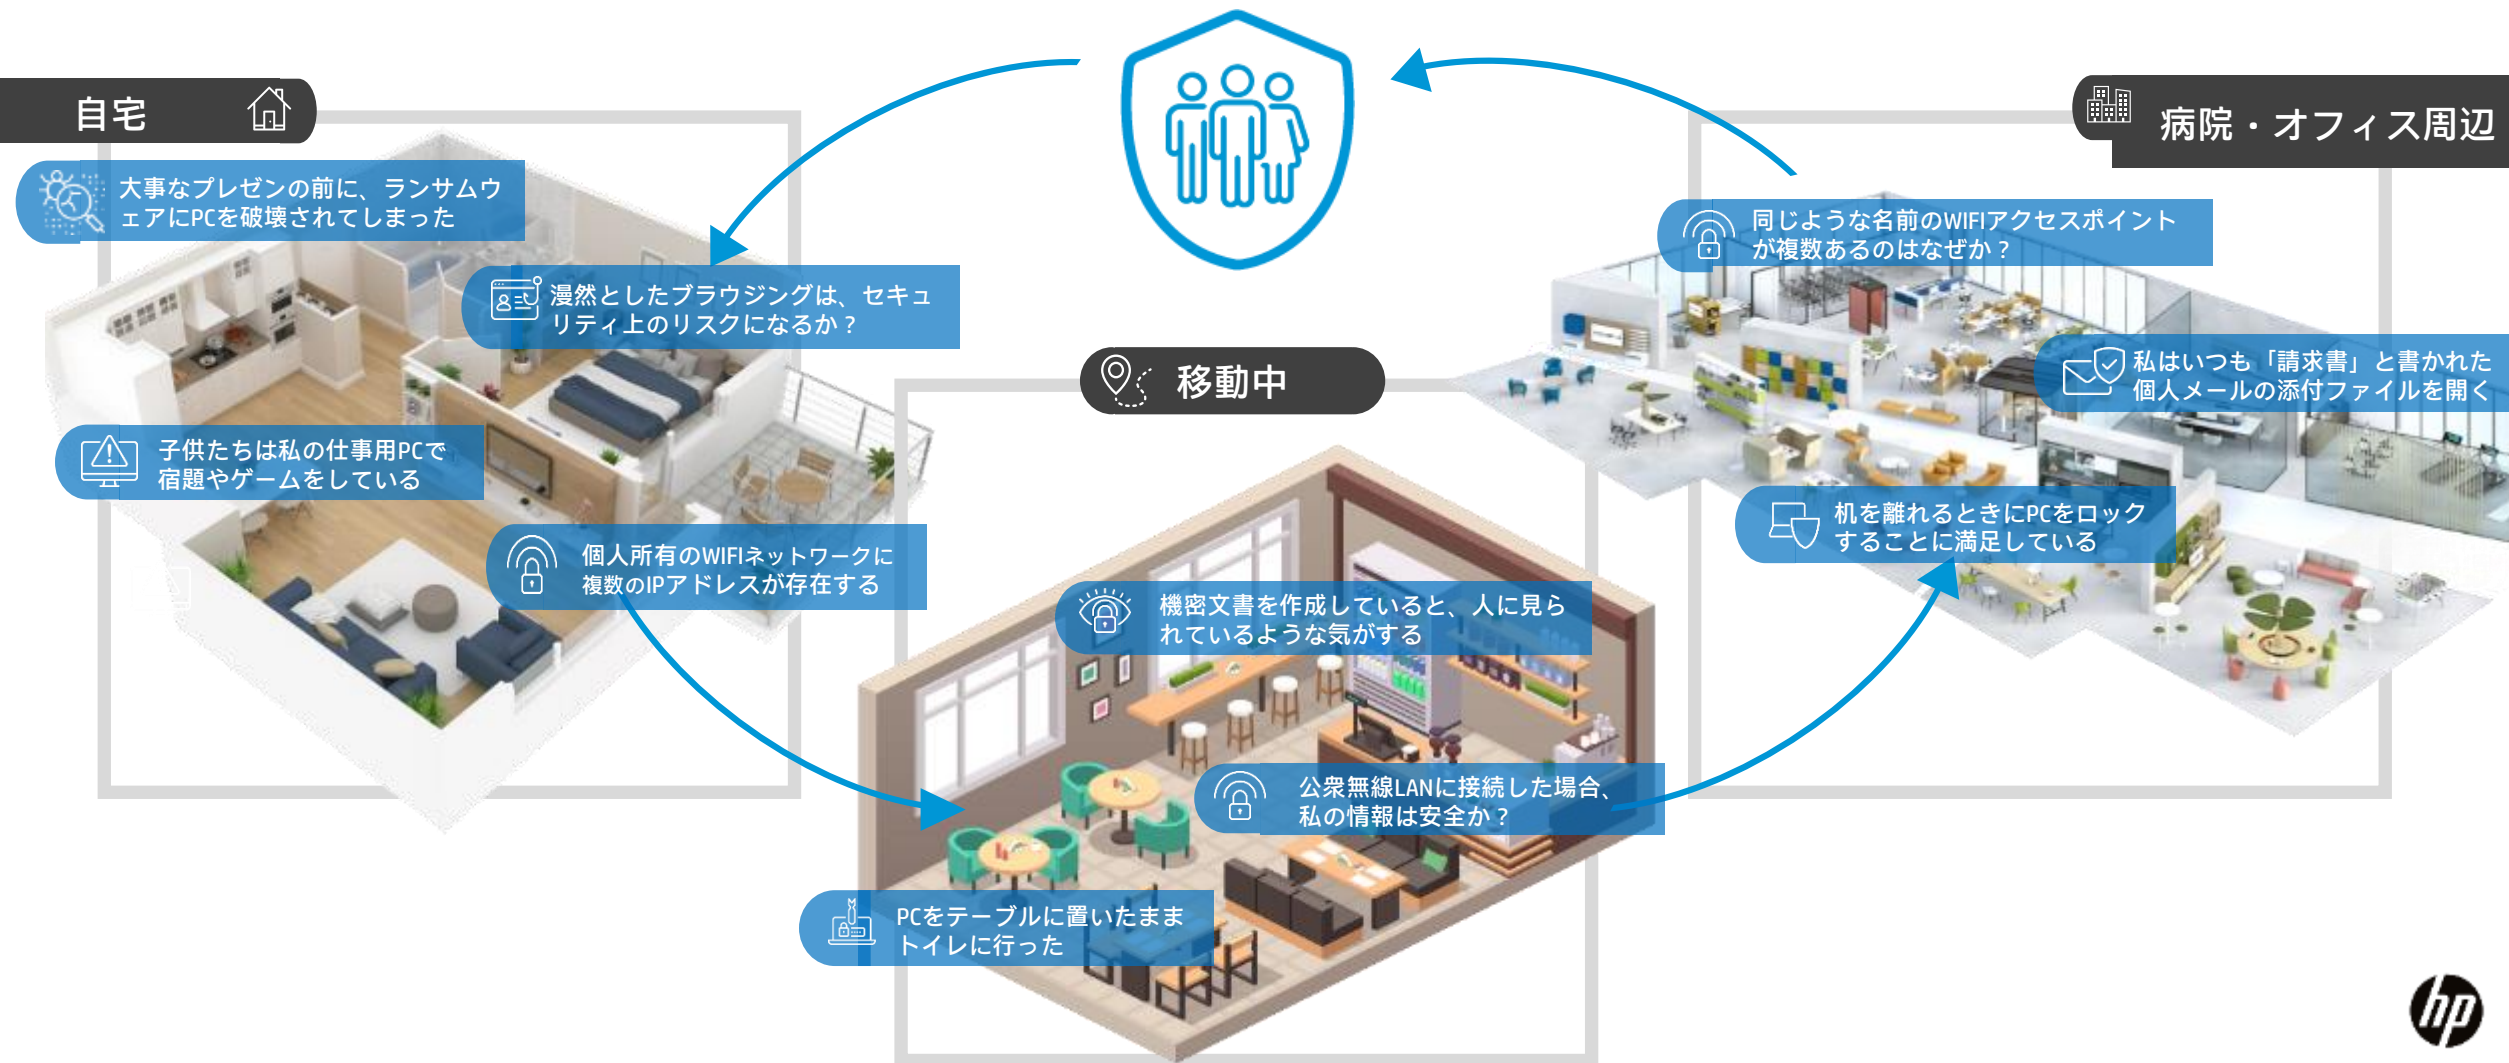 自宅
大事なプレゼンの前に、ランサムウ
ェアにPCを破壊されてしまった
漫然としたブラウジングは、セキュ
リティ上のリスクになるか？
子供たちは私の仕事用PCで
宿題やゲームをしている
個人所有のWIFIネットワークに
複数のIPアドレスが存在する
移動中
機密文書を作成していると、人に見ら
れているような気がする
公衆無線LANに接続した場合、
私の情報は安全か？
PCをテーブルに置いたまま
トイレに行った
病院・オフィス周辺
同じような名前のWIFIアクセスポイント
が複数あるのはなぜか？
私はいつも「請求書」と書かれた
個人メールの添付ファイルを開く
机を離れるときにPCをロック
することに満足している
hp